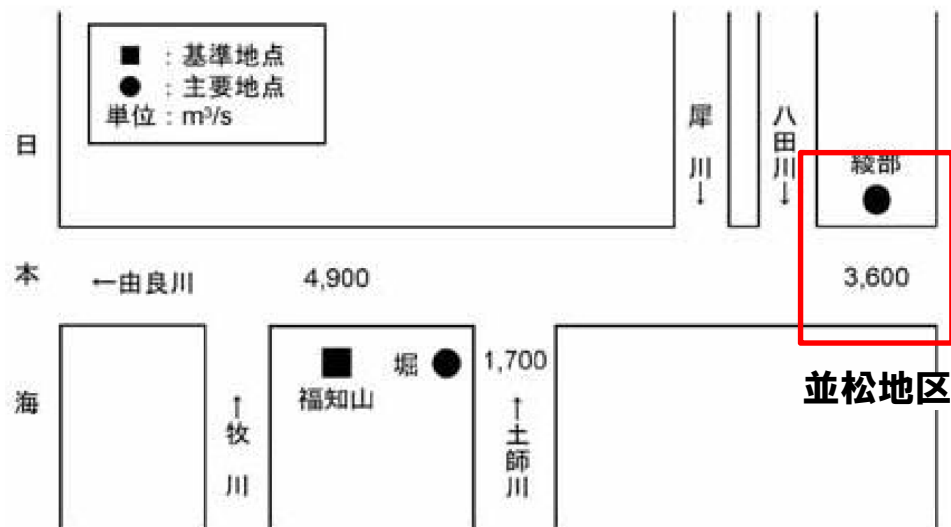 ■ : 基準地点
● : 主要地点
単位 : m³/s
日本海
犀川→
八田川→
綾部
←由良川
4,900
3,600
堀
1,700
福知山
並松地区
←牧川
←土師川